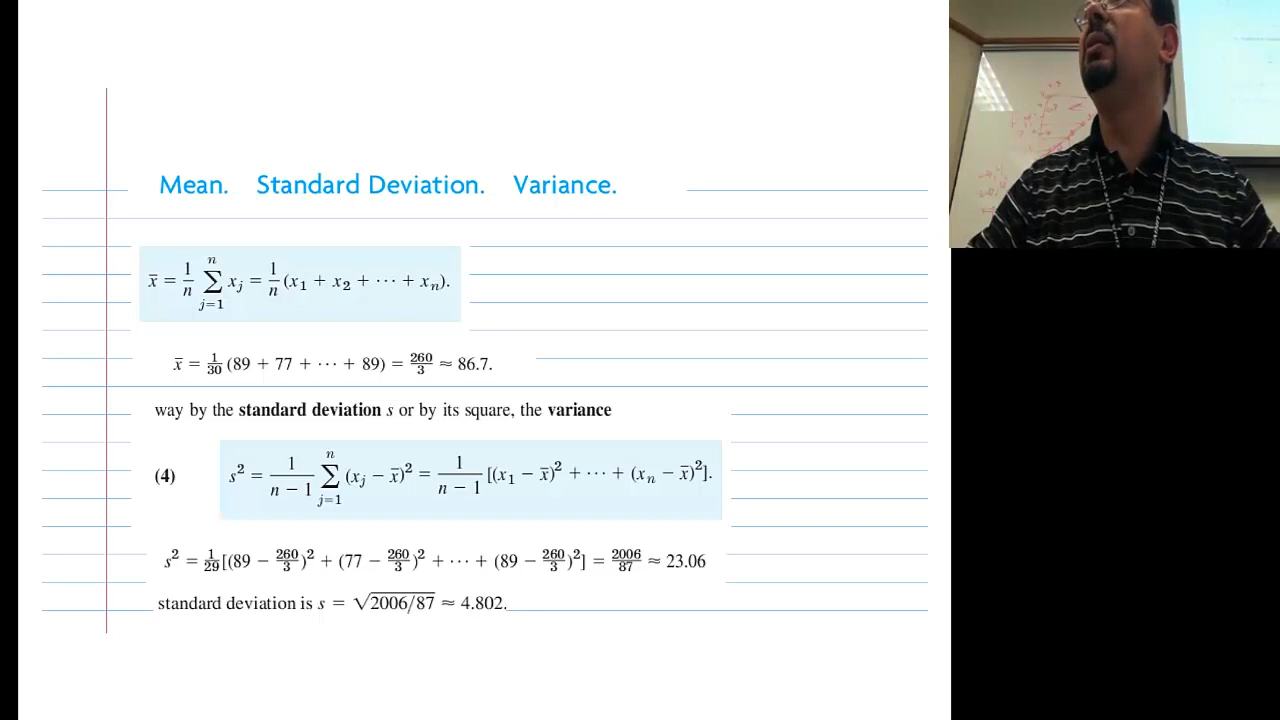 Mean. Standard Deviation. Variance.
x̄ = 1/n ∑_{j=1}^{n} x_j = 1/n (x_1 + x_2 + ⋯ + x_n).
x̄ = 1/30 (89 + 77 + ⋯ + 89) = 260/3 ≈ 86.7.
way by the standard deviation s or by its square, the variance
(4) s² = 1/(n − 1) ∑_{j=1}^{n} (x_j − x̄)² = 1/(n − 1) [(x_1 − x̄)² + ⋯ + (x_n − x̄)²].
s² = 1/29 [(89 − 260/3)² + (77 − 260/3)² + ⋯ + (89 − 260/3)²] = 2006/87 ≈ 23.06
standard deviation is s = √2006/87 ≈ 4.802.